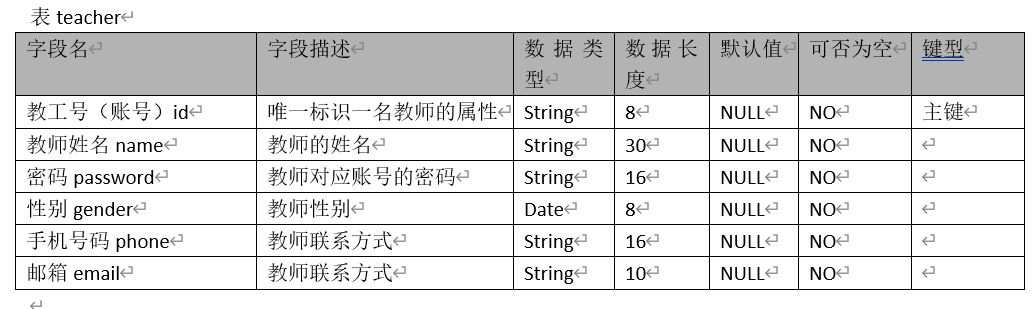 表 teacher
字段名 字段描述 数据类型 数据长度 默认值 可否为空 键型
教工号（账号）id 唯一标识一名教师的属性 String 8 NULL NO 主键
教师姓名 name 教师的姓名 String 30 NULL NO
密码 password 教师对应账号的密码 String 16 NULL NO
性别 gender 教师性别 Date 8 NULL NO
手机号码 phone 教师联系方式 String 16 NULL NO
邮箱 email 教师联系方式 String 10 NULL NO